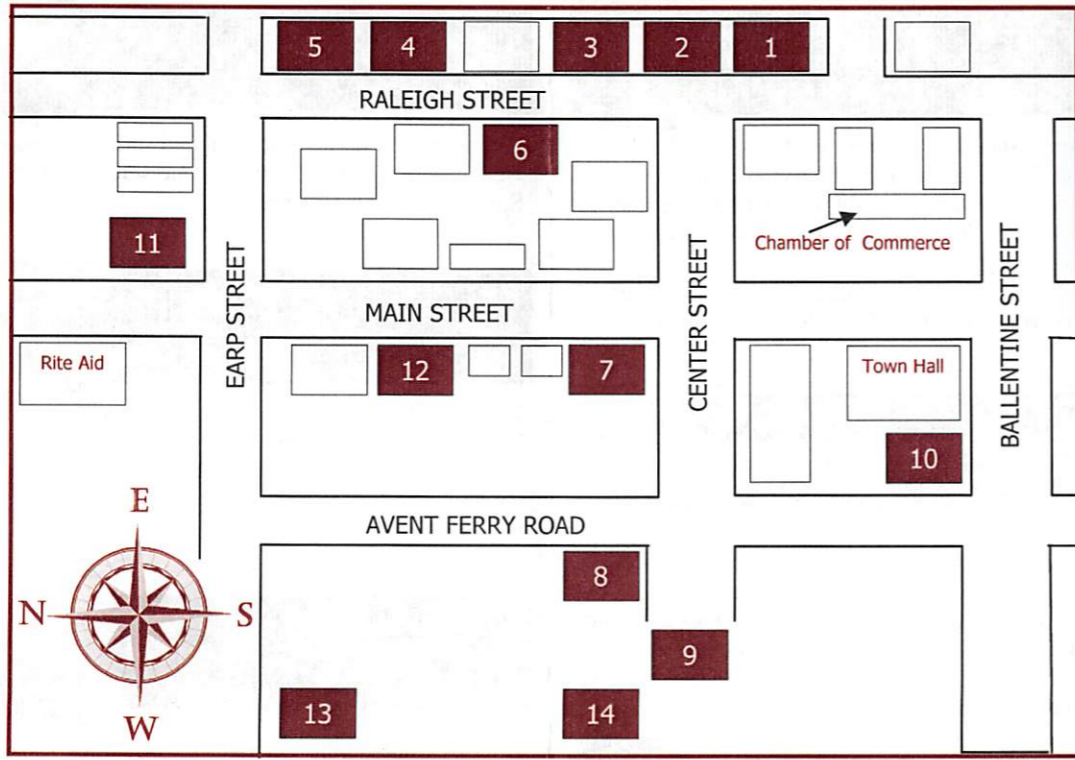 5 4 3 2 1
RALEIGH STREET
6
11
Chamber of Commerce
EARP STREET
MAIN STREET
CENTER STREET
BALLENTINE STREET
Rite Aid
12
7
Town Hall
10
AVENT FERRY ROAD
E
N S
W
8
9
13
14